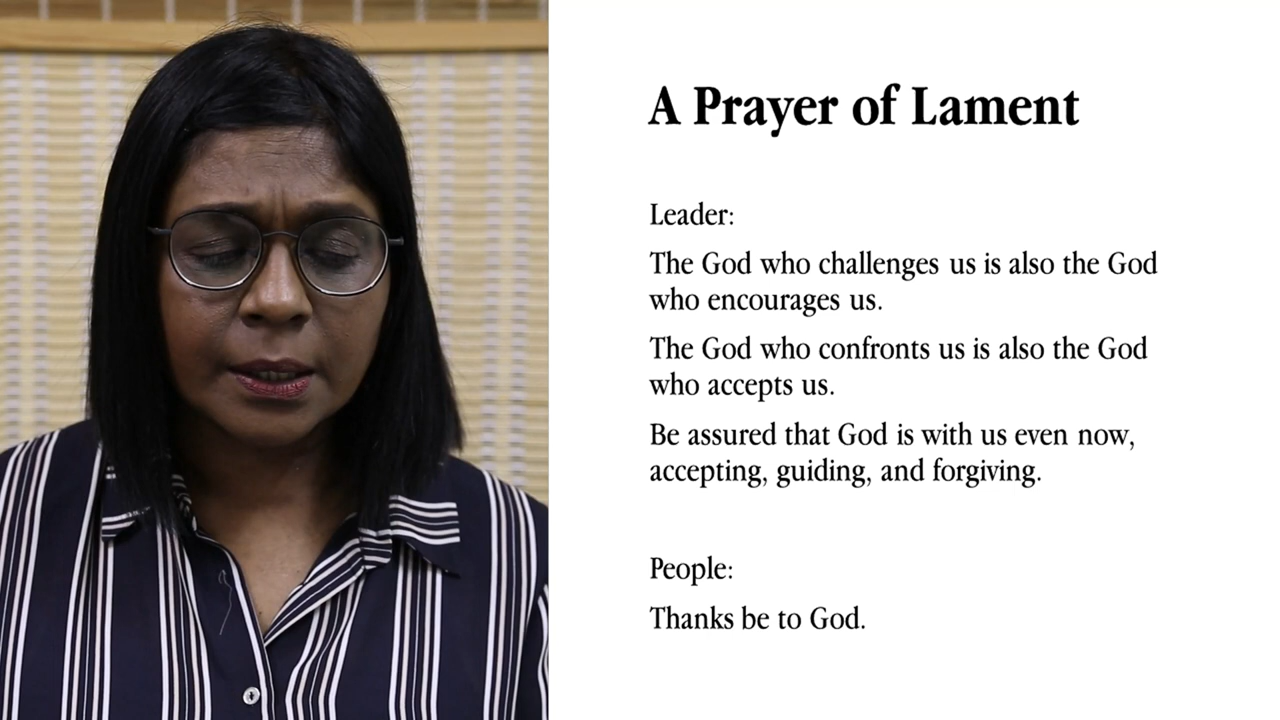 A Prayer of Lament
Leader:
The God who challenges us is also the God
who encourages us.
The God who confronts us is also the God
who accepts us.
Be assured that God is with us even now,
accepting, guiding, and forgiving.
People:
Thanks be to God.